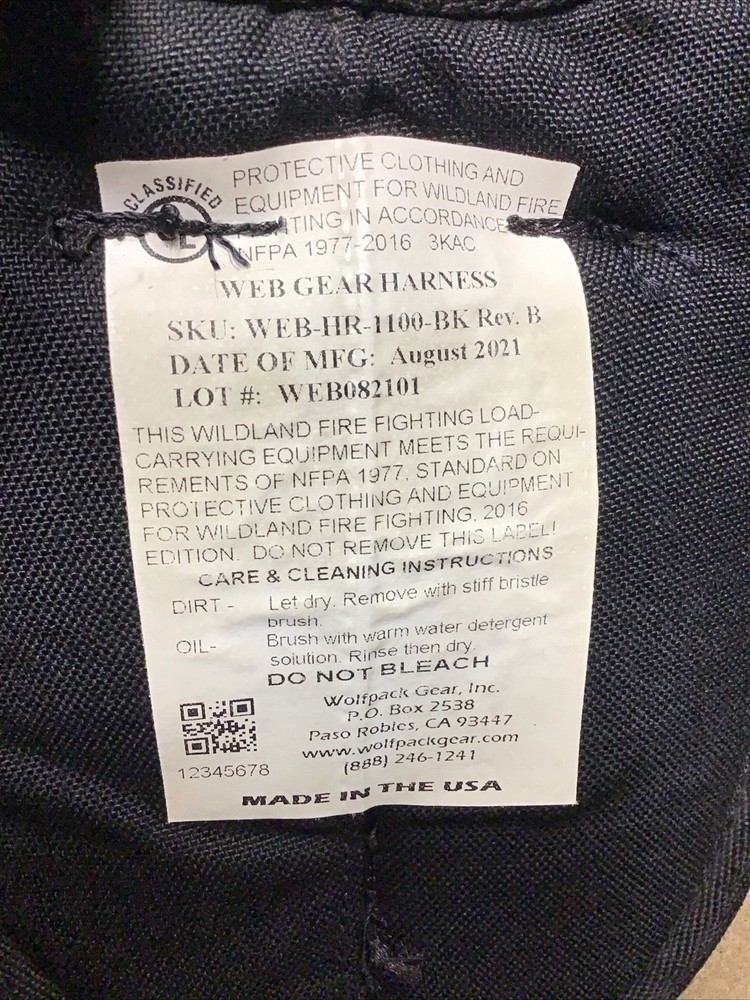 CLASSIFIED
PROTECTIVE CLOTHING AND
EQUIPMENT FOR WILDLAND FIRE
TING IN ACCORDANCE
NFPA 1977-2016 3KAC
WEB GEAR HARNESS
SKU: WEB-HR-1100-BK Rev. B
DATE OF MFG: August 2021
LOT #: WEB082101
THIS WILDLAND FIRE FIGHTING LOAD-
CARRYING EQUIPMENT MEETS THE REQUI-
REMENTS OF NFPA 1977, STANDARD ON
PROTECTIVE CLOTHING AND EQUIPMENT
FOR WILDLAND FIRE FIGHTING, 2016
EDITION. DO NOT REMOVE THIS LABEL!
CARE & CLEANING INSTRUCTIONS
DIRT - Let dry. Remove with stiff bristle
brush.
OIL- Brush with warm water detergent
solution. Rinse then dry.
DO NOT BLEACH
Wolfpack Gear, Inc.
P.O. Box 2538
Paso Robles, CA 93447
www.wolfpackgear.com
(888) 246-1241
12345678
MADE IN THE USA